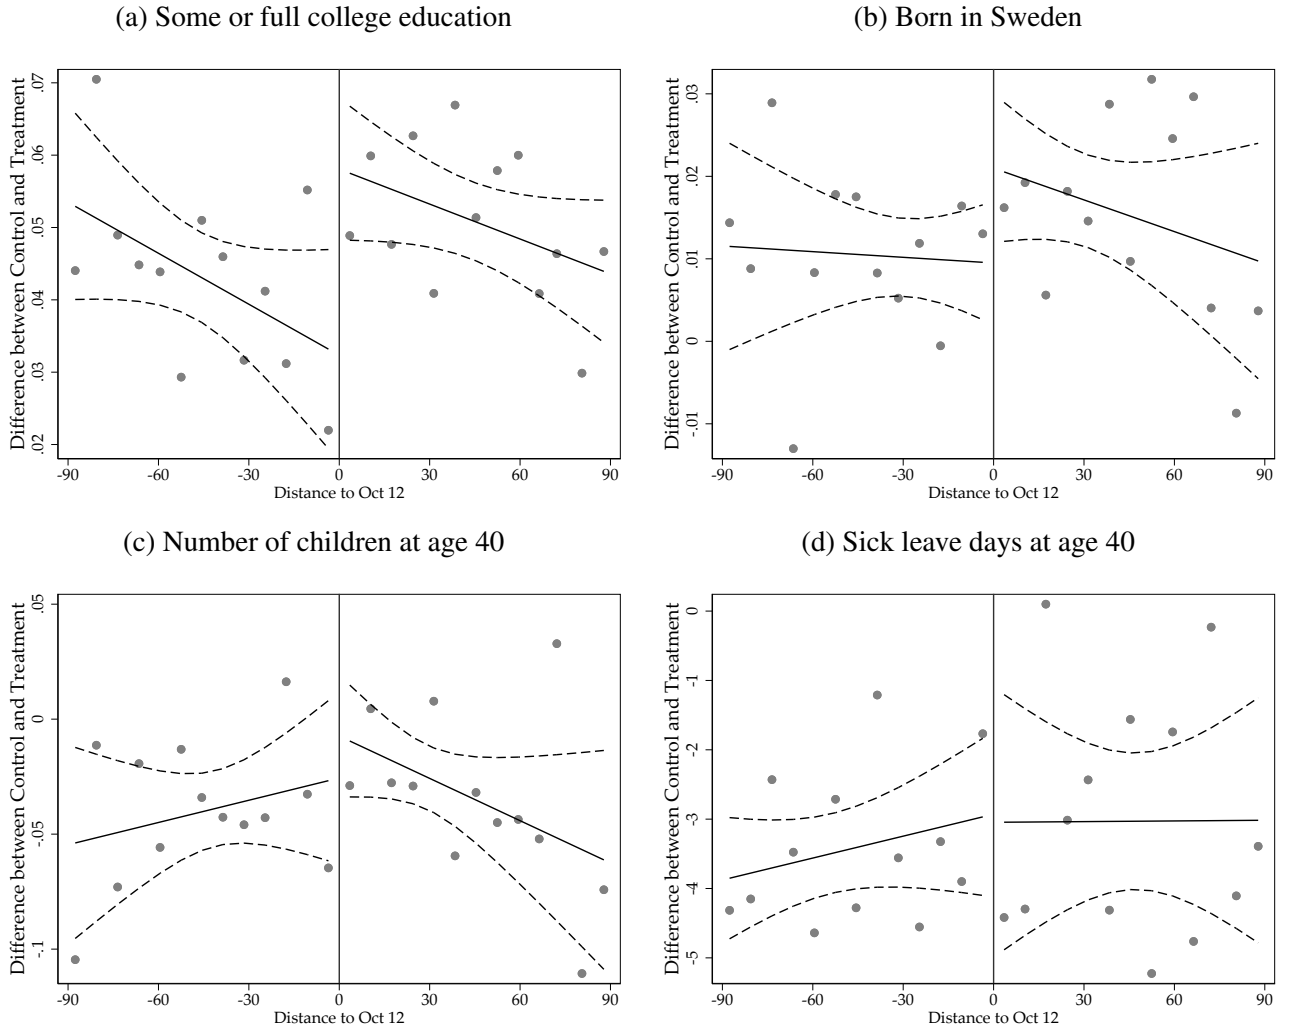 (a) Some or full college education
Difference between Control and Treatment
.07
.06
.05
.04
.03
.02
-90 -60 -30 0 30 60 90
Distance to Oct 12
(b) Born in Sweden
Difference between Control and Treatment
.03
.02
.01
0
-.01
-90 -60 -30 0 30 60 90
Distance to Oct 12
(c) Number of children at age 40
Difference between Control and Treatment
.05
0
-.05
-.1
-90 -60 -30 0 30 60 90
Distance to Oct 12
(d) Sick leave days at age 40
Difference between Control and Treatment
0
-1
-2
-3
-4
-5
-90 -60 -30 0 30 60 90
Distance to Oct 12